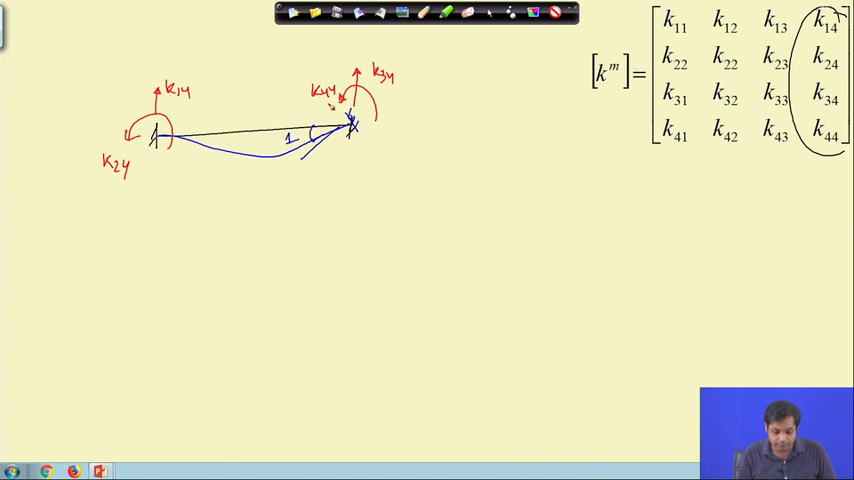 k14
k34
k44
k24
1
[k^m] =
k11 k12 k13 k14
k22 k22 k23 k24
k31 k32 k33 k34
k41 k42 k43 k44